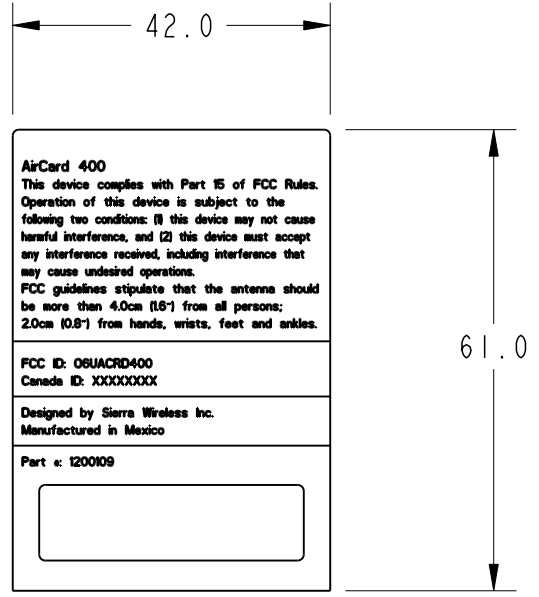 42.0
AirCard 400
This device complies with Part 15 of FCC Rules.
Operation of this device is subject to the
following two conditions: (1) this device may not cause
harmful interference, and (2) this device must accept
any interference received, including interference that
may cause undesired operations.
FCC guidelines stipulate that the antenna should
be more than 4.0cm (1.6") from all persons;
2.0cm (0.8") from hands, wrists, feet and ankles.
61.0
FCC ID: O6UACRD400
Canada ID: XXXXXXXX
Designed by Sierra Wireless Inc.
Manufactured in Mexico
Part #: 1200109